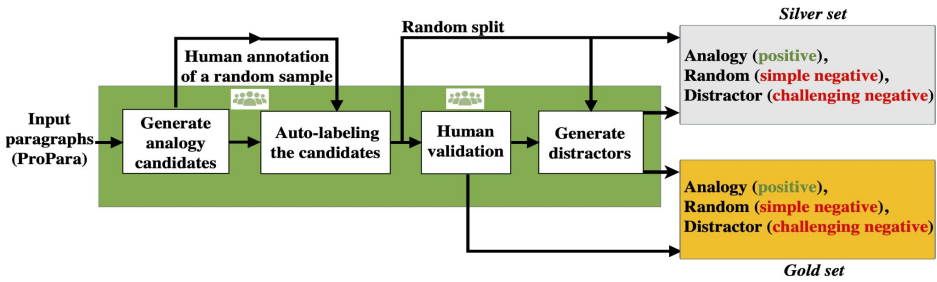 Silver set
Random split
Human annotation
of a random sample
Analogy (positive),
Random (simple negative),
Distractor (challenging negative)
Input
paragraphs
(ProPara)
Generate
analogy
candidates
Auto-labeling
the candidates
Human
validation
Generate
distractors
Analogy (positive),
Random (simple negative),
Distractor (challenging negative)
Gold set